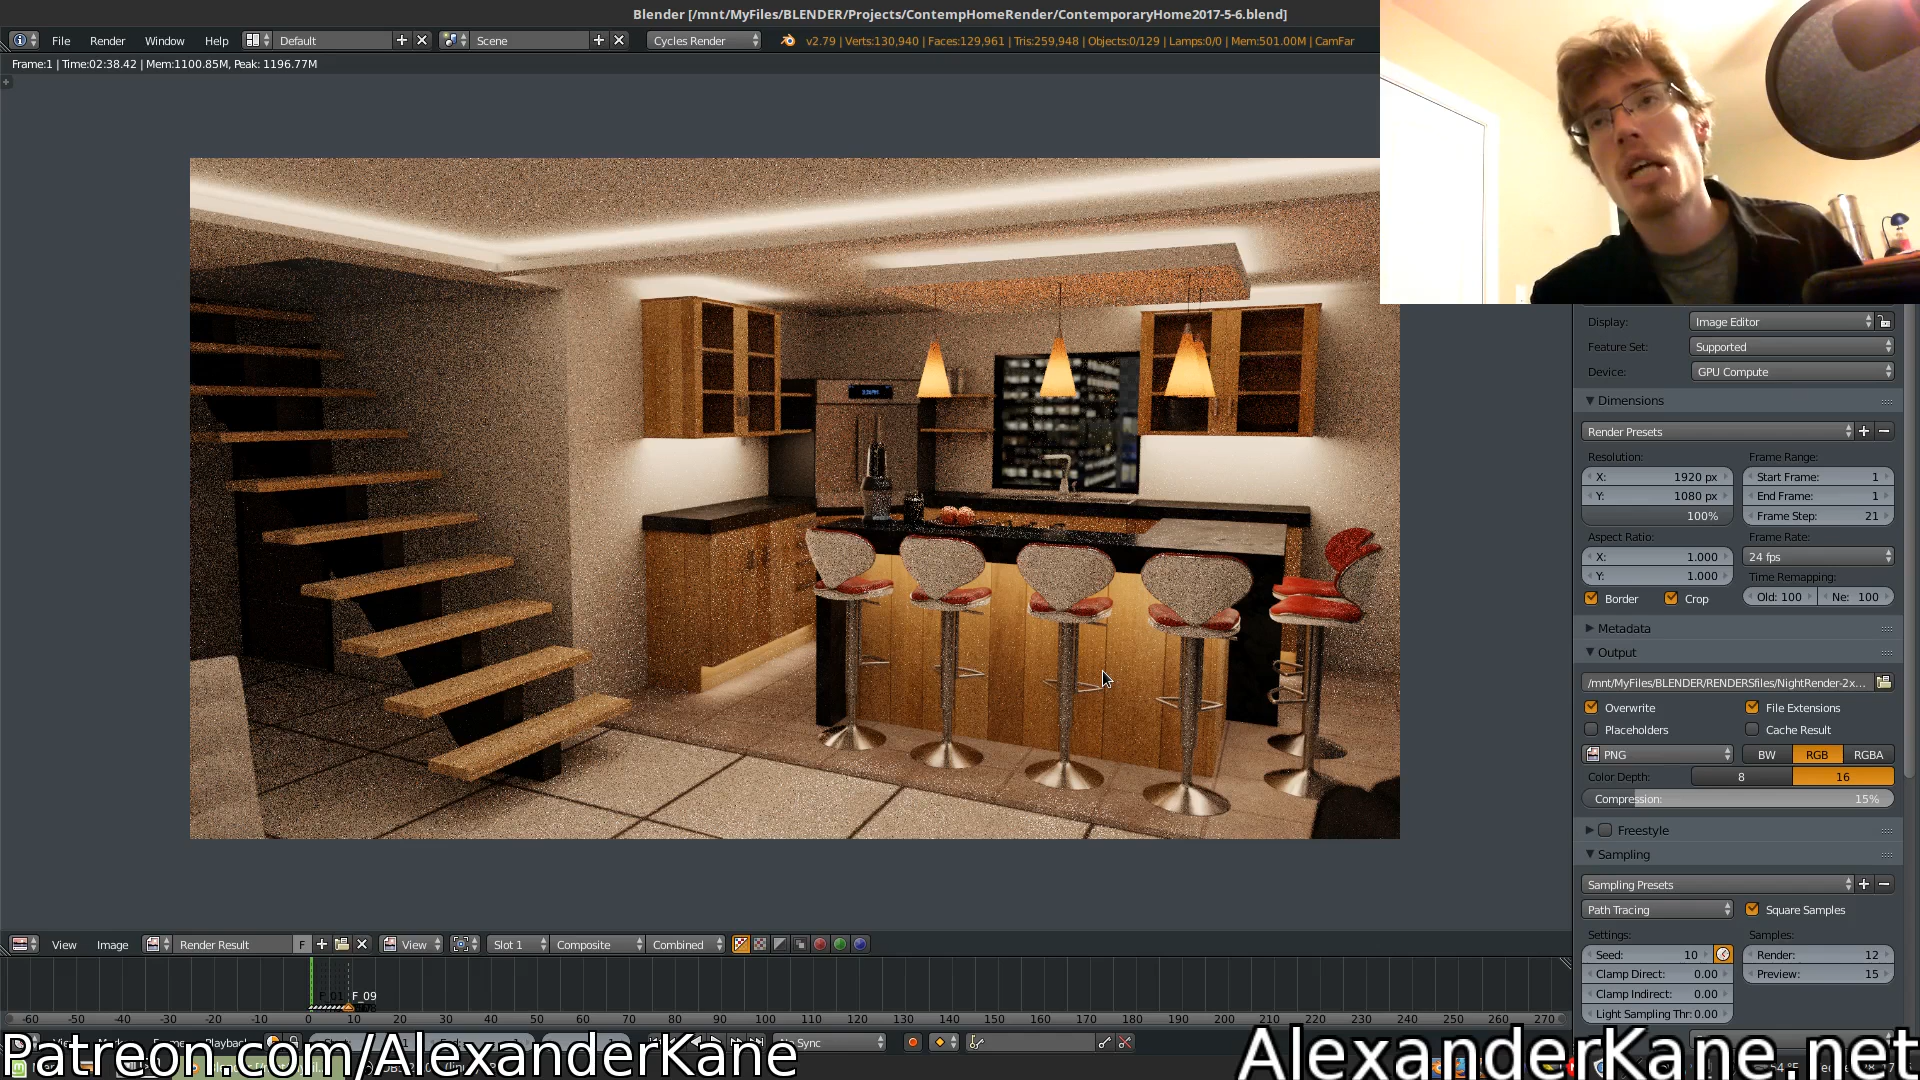 Blender [/mnt/MyFiles/BLENDER/Projects/ContempHomeRender/ContemporaryHome2017-5-6.blend]
File Render Window Help Default Scene Cycles Render v2.79 | Verts:130,940 | Faces:129,961 | Tris:259,948 | Objects:0/129 | Lamps:0/0 | Mem:501.00M | CamFar
Frame:1 | Time:02:38.42 | Mem:1100.85M, Peak: 1196.77M
Display: Image Editor
Feature Set: Supported
Device: GPU Compute
Dimensions
Render Presets
Resolution: Frame Range:
X: 1920 px Start Frame: 1
Y: 1080 px End Frame: 1
100% Frame Step: 21
Aspect Ratio: Frame Rate:
X: 1.000 24 fps
Y: 1.000 Time Remapping:
Border Crop Old: 100 Ne: 100
Metadata
Output
/mnt/MyFiles/BLENDER/RENDERSfiles/NightRender-2x...
Overwrite File Extensions
Placeholders Cache Result
PNG BW RGB RGBA
Color Depth: 8 16
Compression: 15%
Freestyle
Sampling
Sampling Presets
Path Tracing Square Samples
Settings: Samples:
Seed: 10 Render: 12
Clamp Direct: 0.00 Preview: 15
Clamp Indirect: 0.00
Light Sampling Thr: 0.00
View Image Render Result F View Slot 1 Composite Combined
F_01 F_09
-60 -50 -40 -30 -20 -10 0 10 20 30 40 50 60 70 80 90 100 110 120 130 140 150 160 170 180 190 200 210 220 230 240 250 260 270
Playback
Patreon.com/AlexanderKane
AlexanderKane.net